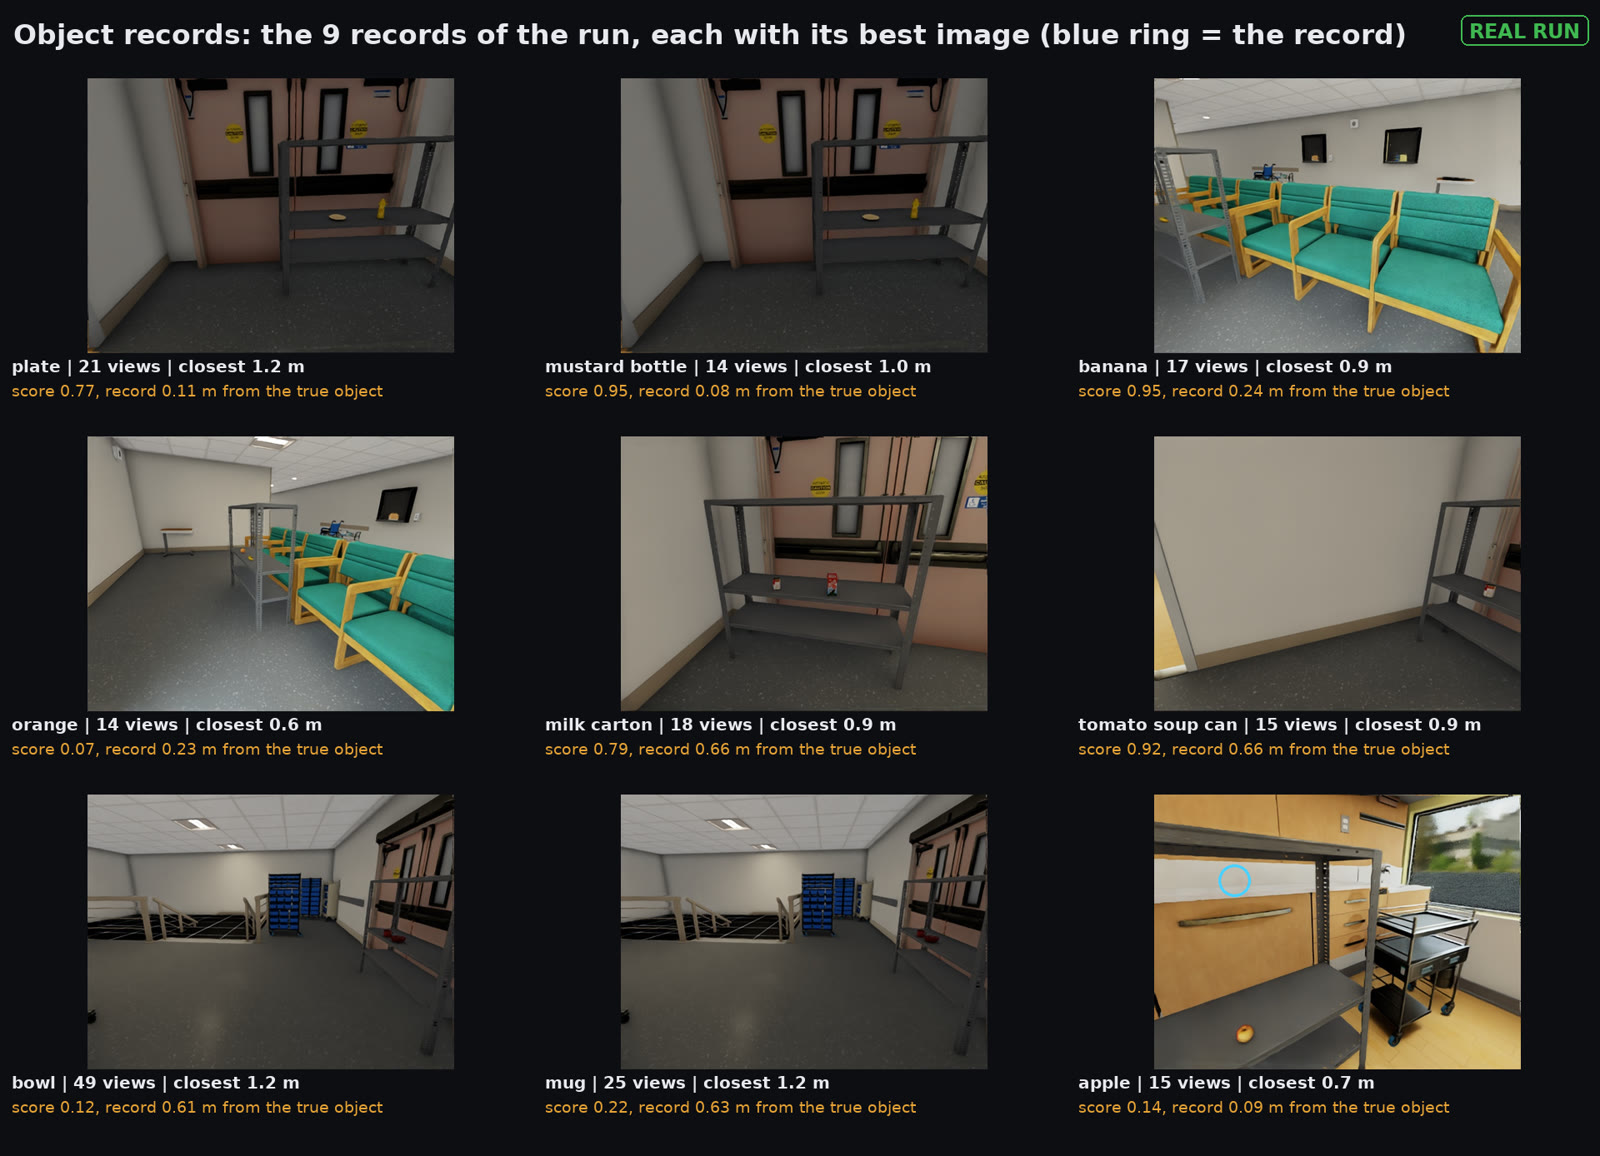 Object records: the 9 records of the run, each with its best image (blue ring = the record)
REAL RUN
plate | 21 views | closest 1.2 m
score 0.77, record 0.11 m from the true object
mustard bottle | 14 views | closest 1.0 m
score 0.95, record 0.08 m from the true object
banana | 17 views | closest 0.9 m
score 0.95, record 0.24 m from the true object
orange | 14 views | closest 0.6 m
score 0.07, record 0.23 m from the true object
milk carton | 18 views | closest 0.9 m
score 0.79, record 0.66 m from the true object
tomato soup can | 15 views | closest 0.9 m
score 0.92, record 0.66 m from the true object
bowl | 49 views | closest 1.2 m
score 0.12, record 0.61 m from the true object
mug | 25 views | closest 1.2 m
score 0.22, record 0.63 m from the true object
apple | 15 views | closest 0.7 m
score 0.14, record 0.09 m from the true object